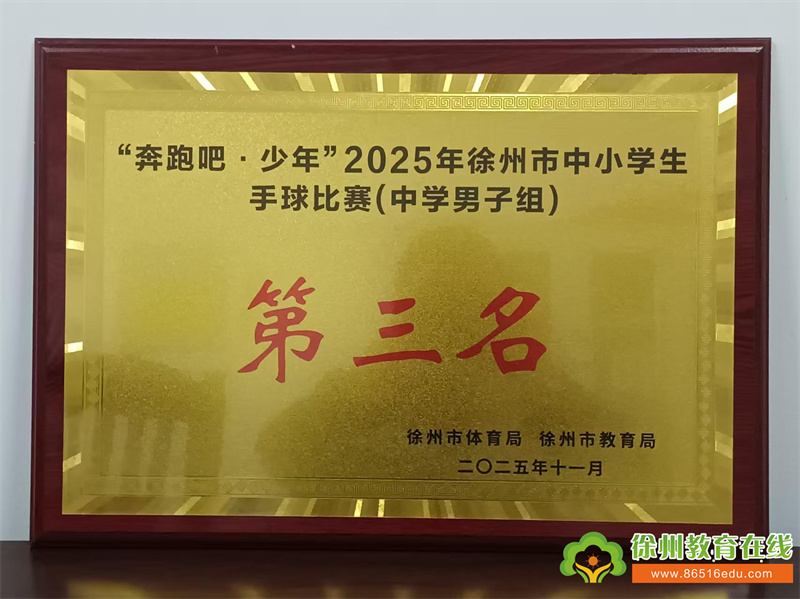 “奔跑吧·少年”2025年徐州市中小学生
手球比赛(中学男子组)
第三名
徐州市体育局 徐州市教育局
二〇二五年十一月
徐州教育在线
www.86516edu.com